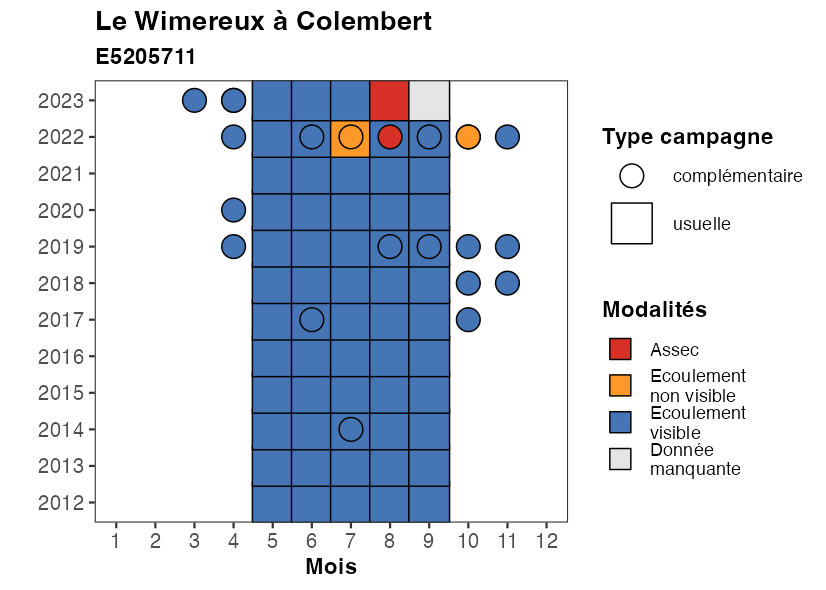 Le Wimereux à Colembert
E5205711
2023
2022
2021
2020
2019
2018
2017
2016
2015
2014
2013
2012
1 2 3 4 5 6 7 8 9 10 11 12
Mois
Type campagne
complémentaire
usuelle
Modalités
Assec
Ecoulement
non visible
Ecoulement
visible
Donnée
manquante